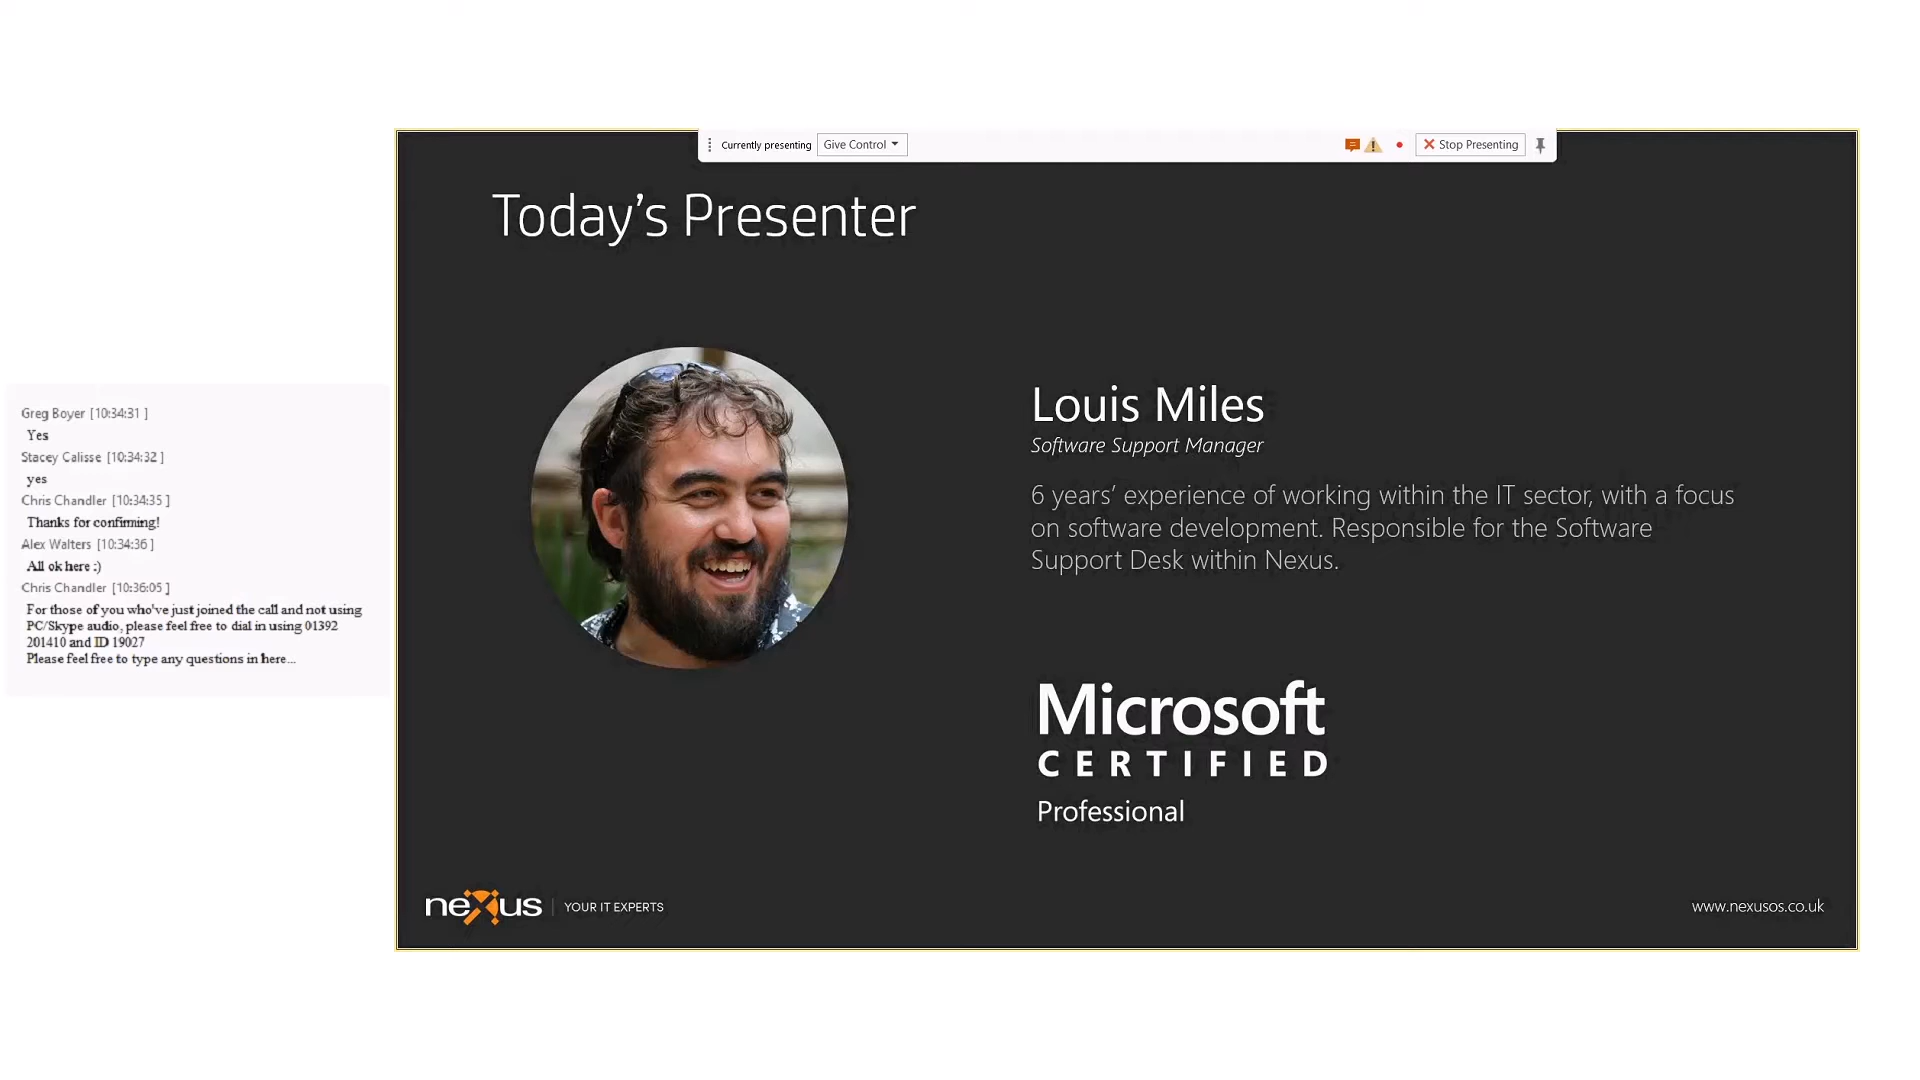 Currently presenting
Give Control
Stop Presenting
Today's Presenter
Greg Boyer [10:34:31 ]
Yes
Stacey Calisse [10:34:32 ]
yes
Chris Chandler [10:34:35 ]
Thanks for confirming!
Alex Walters [10:34:36 ]
All ok here :)
Chris Chandler [10:36:05 ]
For those of you who've just joined the call and not using
PC/Skype audio, please feel free to dial in using 01392
201410 and ID 19027
Please feel free to type any questions in here...
Louis Miles
Software Support Manager
6 years’ experience of working within the IT sector, with a focus
on software development. Responsible for the Software
Support Desk within Nexus.
Microsoft
CERTIFIED
Professional
nexus | YOUR IT EXPERTS
www.nexusos.co.uk